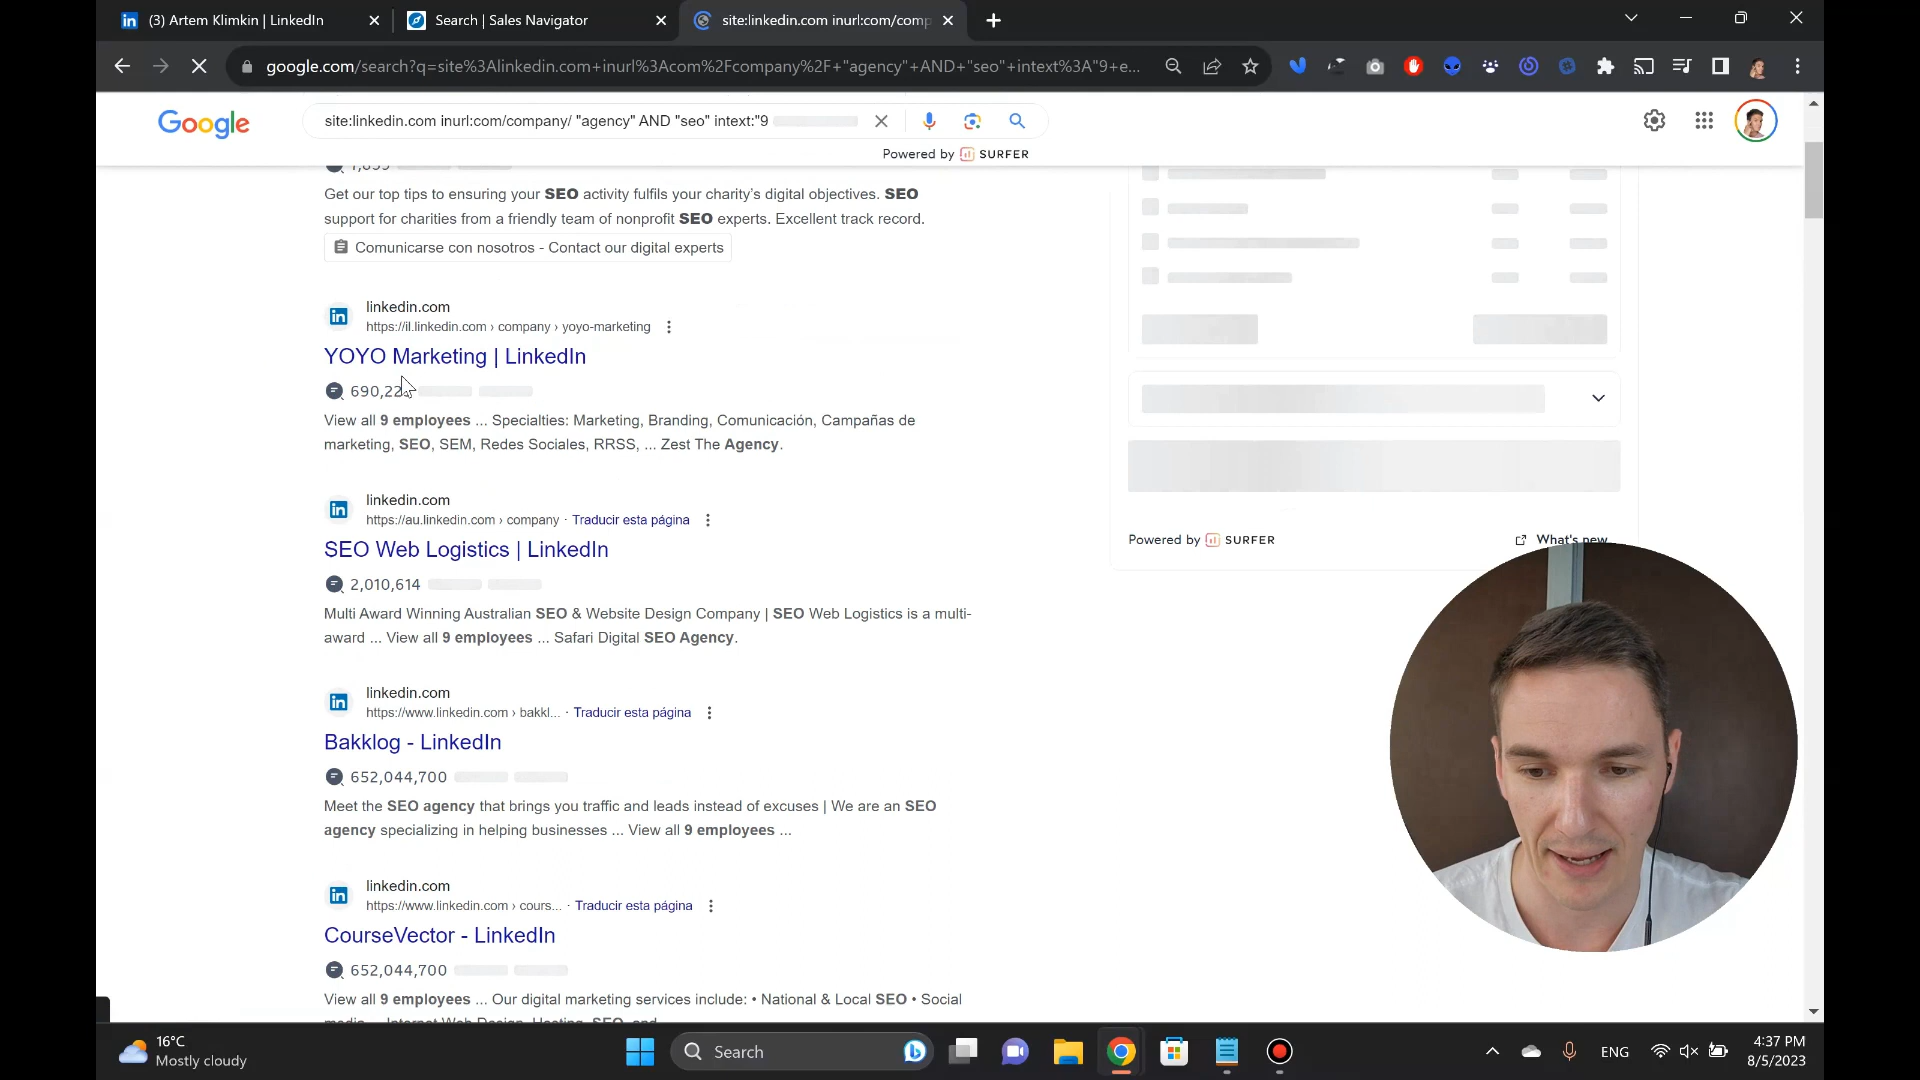 (3) Artem Klimkin | LinkedIn
Search | Sales Navigator
site:linkedin.com inurl:com/comp
google.com/search?q=site%3Alinkedin.com+inurl%3Acom%2Fcompany%2F+"agency"+AND+"seo"+intext%3A"9+e...
Google
site:linkedin.com inurl:com/company/ "agency" AND "seo" intext:"9
Powered by SURFER
Get our top tips to ensuring your SEO activity fulfils your charity's digital objectives. SEO
support for charities from a friendly team of nonprofit SEO experts. Excellent track record.
Comunicarse con nosotros - Contact our digital experts
linkedin.com
https://il.linkedin.com › company › yoyo-marketing
YOYO Marketing | LinkedIn
690,22
View all 9 employees ... Specialties: Marketing, Branding, Comunicación, Campañas de
marketing, SEO, SEM, Redes Sociales, RRSS, ... Zest The Agency.
linkedin.com
https://au.linkedin.com › company · Traducir esta página
SEO Web Logistics | LinkedIn
2,010,614
Multi Award Winning Australian SEO & Website Design Company | SEO Web Logistics is a multi-
award ... View all 9 employees ... Safari Digital SEO Agency.
linkedin.com
https://www.linkedin.com › bakkl... · Traducir esta página
Bakklog - LinkedIn
652,044,700
Meet the SEO agency that brings you traffic and leads instead of excuses | We are an SEO
agency specializing in helping businesses ... View all 9 employees ...
linkedin.com
https://www.linkedin.com › cours... · Traducir esta página
CourseVector - LinkedIn
652,044,700
View all 9 employees ... Our digital marketing services include: • National & Local SEO • Social
media ... Internet Web Design, Hosting, SEO, and
Powered by SURFER
What's new
16°C
Mostly cloudy
Search
ENG
4:37 PM
8/5/2023